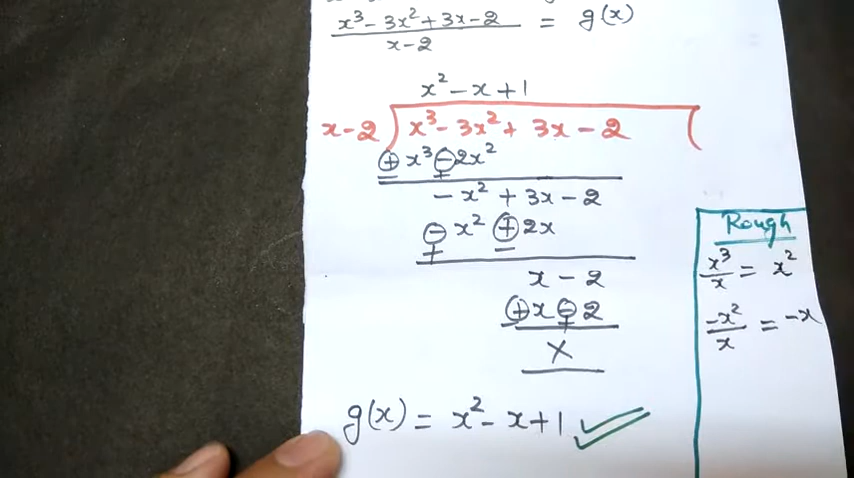 x³ - 3x² + 3x - 2
x - 2
= g(x)
x² - x + 1
x - 2 ) x³ - 3x² + 3x - 2 (
⊕ x³ ⊖ 2x²
- +
- x² + 3x - 2
⊖ x² ⊕ 2x
+ -
x - 2
⊕ x ⊖ 2
- +
x
g(x) = x² - x + 1
Rough
x³/x = x²
-x²/x = -x